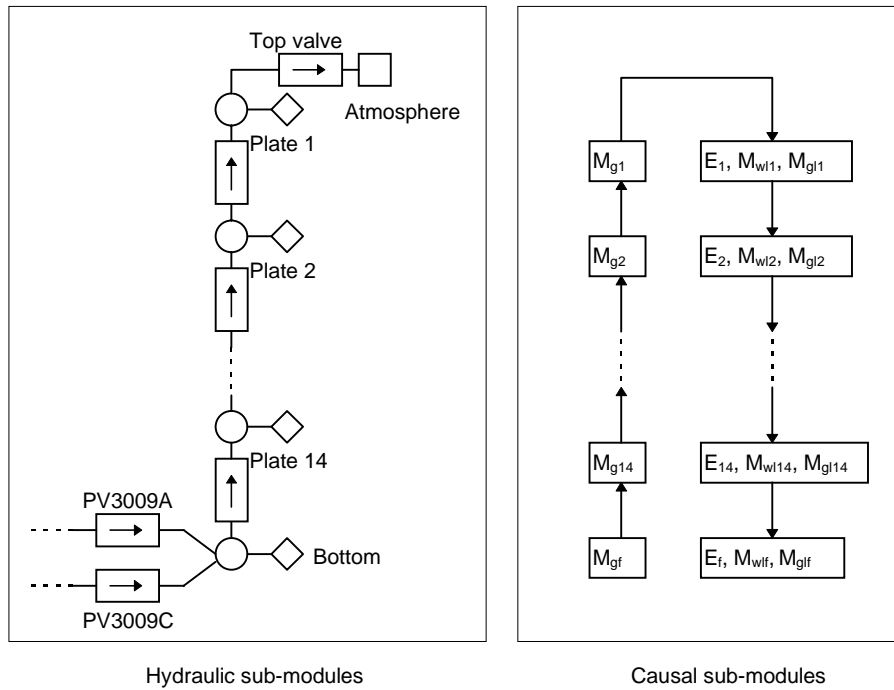 Top valve
Atmosphere
Plate 1
Plate 2
Plate 14
PV3009A
Bottom
PV3009C
Hydraulic sub-modules
Mg1
E1, Mwl1, Mgl1
Mg2
E2, Mwl2, Mgl2
Mg14
E14, Mwl14, Mgl14
Mgf
Ef, Mwlf, Mglf
Causal sub-modules